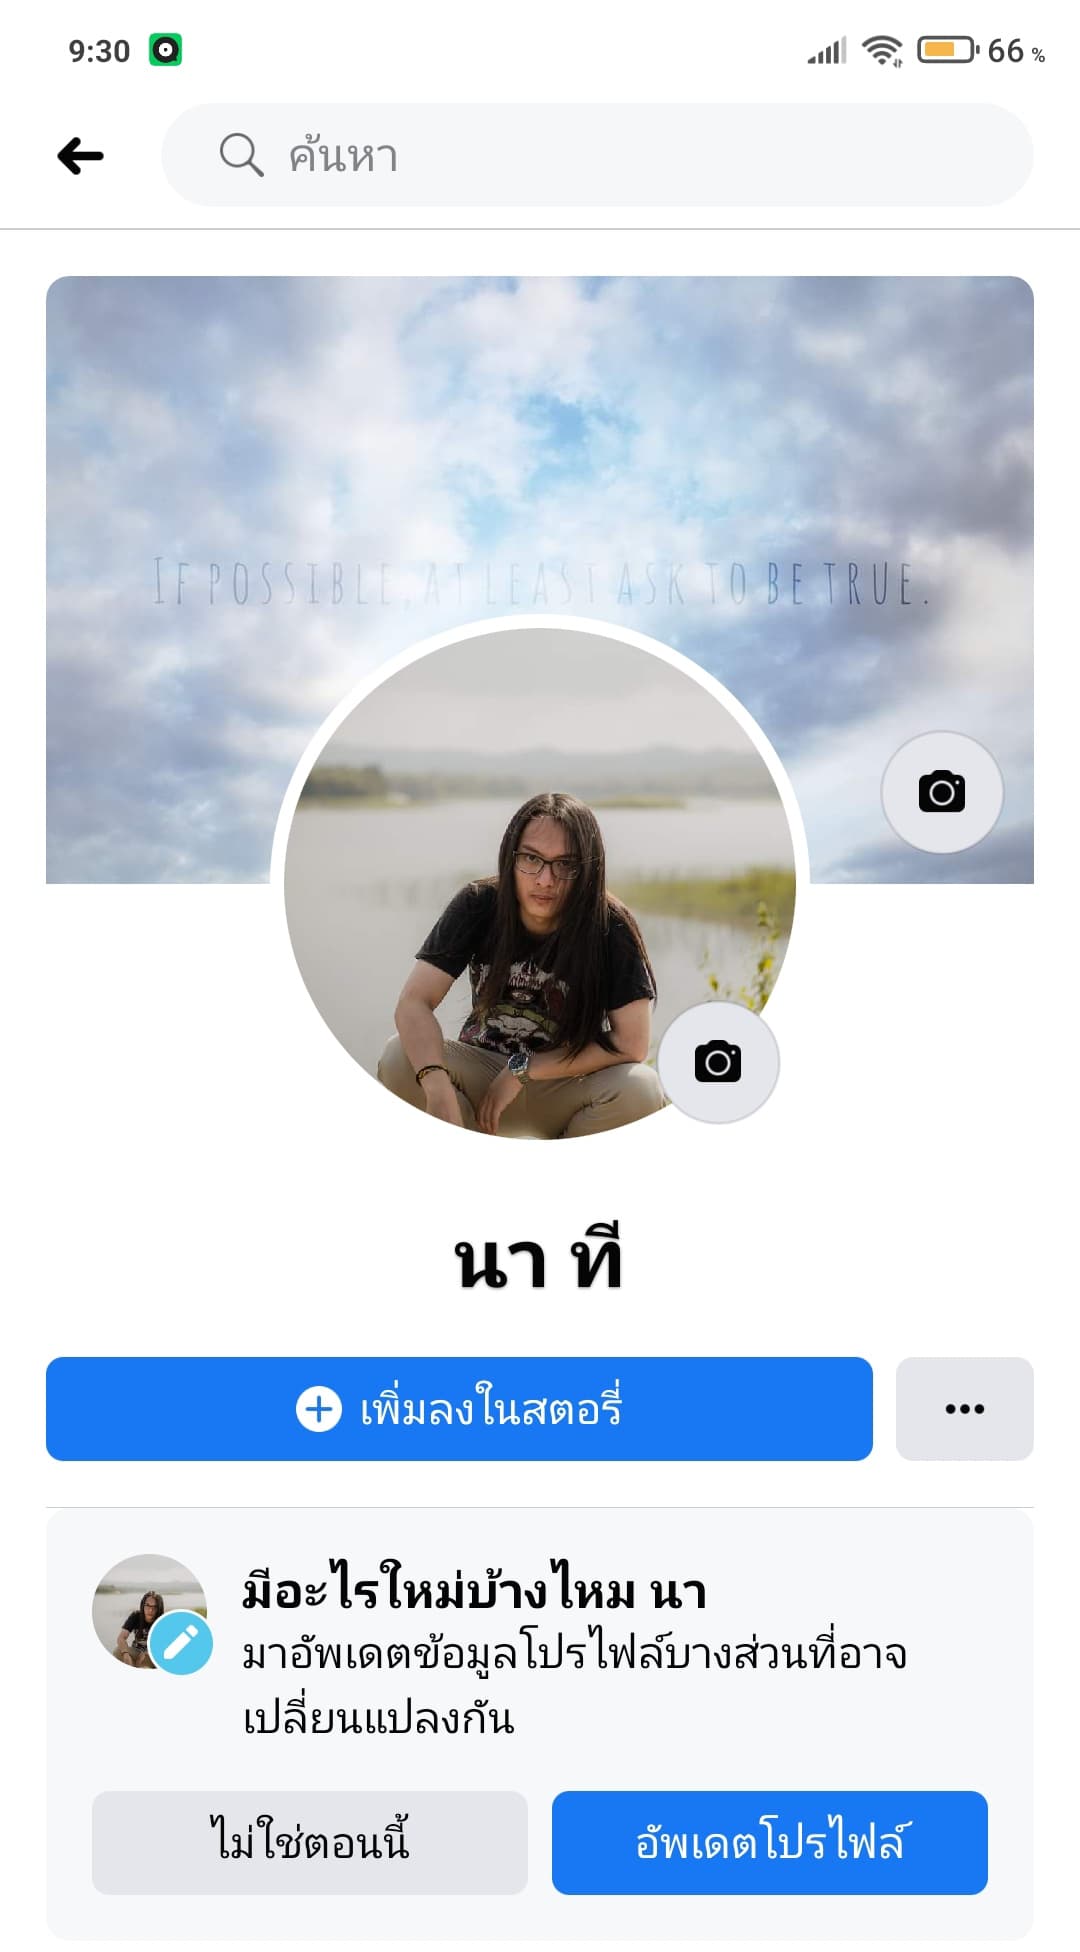 9:30
66 %
ค้นหา
IF POSSIBLE, AT LEAST ASK TO BE TRUE.
นา ที
เพิ่มลงในสตอรี่
มีอะไรใหม่บ้างไหม นา
มาอัพเดตข้อมูลโปรไฟล์บางส่วนที่อาจ
เปลี่ยนแปลงกัน
ไม่ใช่ตอนนี้
อัพเดตโปรไฟล์